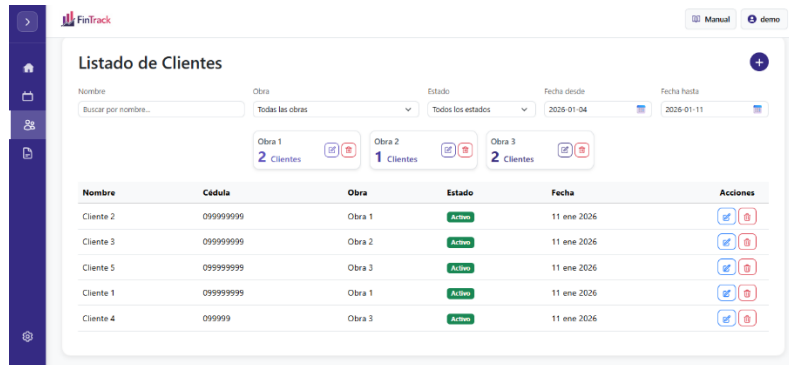 FinTrack
Manual
demo
Listado de Clientes
Nombre Obra Estado Fecha desde Fecha hasta
Buscar por nombre... Todas las obras Todos los estados 2026-01-04 2026-01-11
Obra 1 Obra 2 Obra 3
2 Clientes 1 Clientes 2 Clientes
Nombre Cédula Obra Estado Fecha Acciones
Cliente 2 099999999 Obra 1 Activo 11 ene 2026
Cliente 3 099999999 Obra 2 Activo 11 ene 2026
Cliente 5 099999999 Obra 3 Activo 11 ene 2026
Cliente 1 099999999 Obra 1 Activo 11 ene 2026
Cliente 4 099999 Obra 3 Activo 11 ene 2026